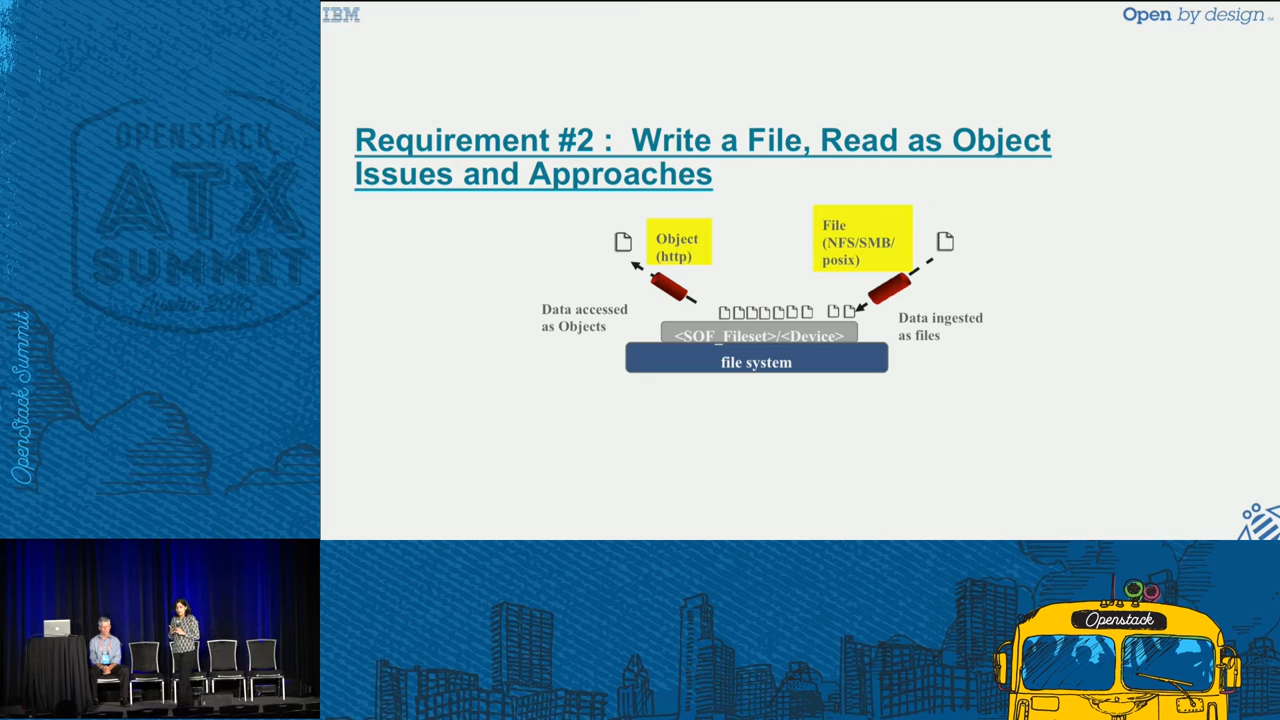 IBM
Open by design™
OPENSTACK
ATX
SUMMIT
OpenStack Summit
Requirement #2 :  Write a File, Read as Object
Issues and Approaches
Object
(http)
File
(NFS/SMB/
posix)
Data accessed
as Objects
Data ingested
as files
<SOF_Fileset>/<Device>
file system
Openstack